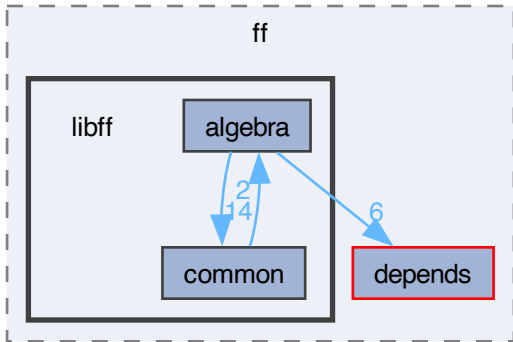 ff
libff
algebra
2
14
6
common
depends